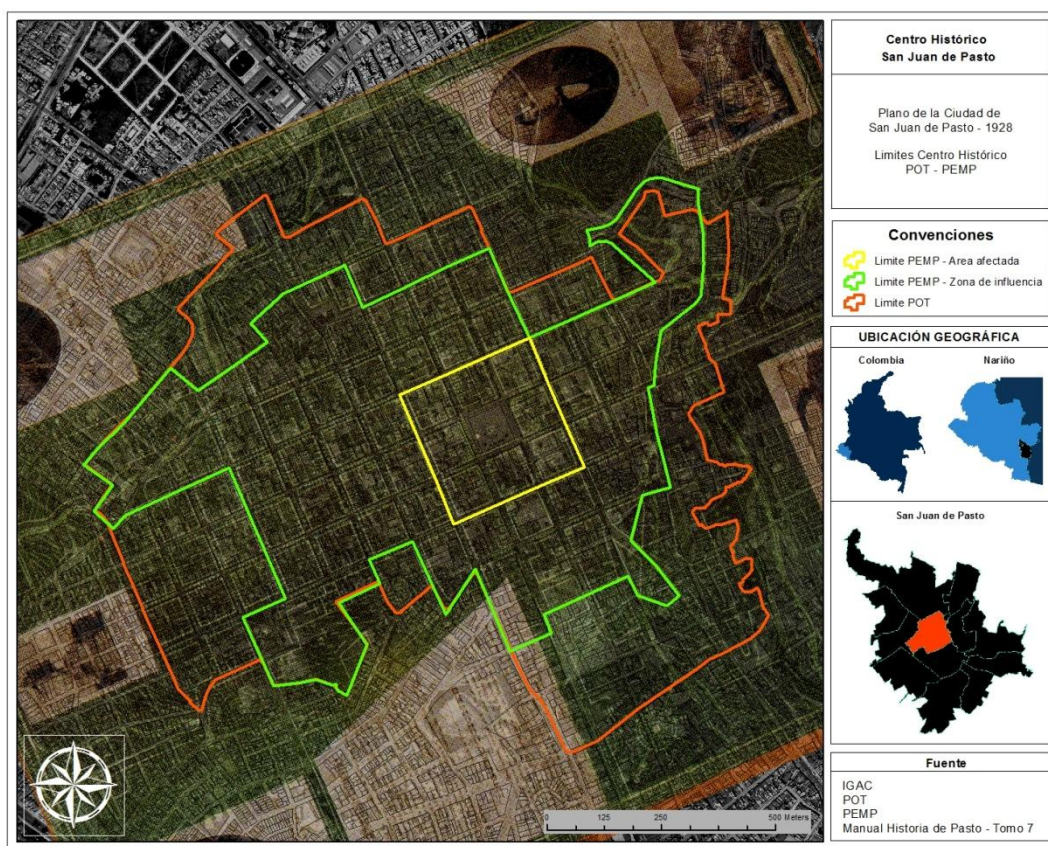 Centro Histórico
San Juan de Pasto
Plano de la Ciudad de
San Juan de Pasto - 1928
Limites Centro Histórico
POT - PEMP
Convenciones
Limite PEMP - Area afectada
Limite PEMP - Zona de influencia
Limite POT
UBICACIÓN GEOGRÁFICA
Colombia
Nariño
San Juan de Pasto
Fuente
IGAC
POT
PEMP
Manual Historia de Pasto - Tomo 7
0 125 250 500 Meters